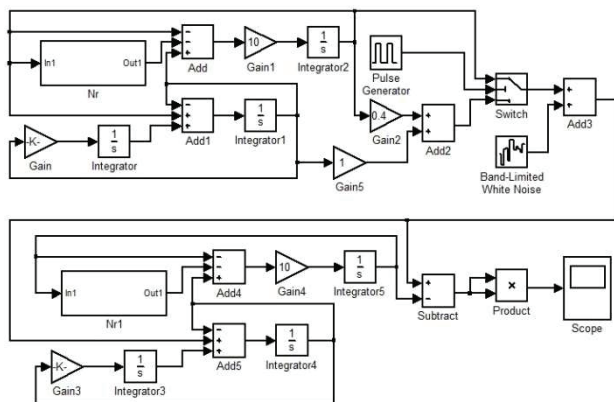 In1
Out1
Nr
Add
10
Gain1
1
s
Integrator2
Pulse
Generator
Switch
Add3
-K-
Gain
1
s
Integrator
Add1
1
s
Integrator1
1
Gain5
0.4
Gain2
Add2
Band-Limited
White Noise
In1
Out1
Nr1
Add4
10
Gain4
1
s
Integrator5
Subtract
Product
Scope
-K-
Gain3
1
s
Integrator3
Add5
1
s
Integrator4